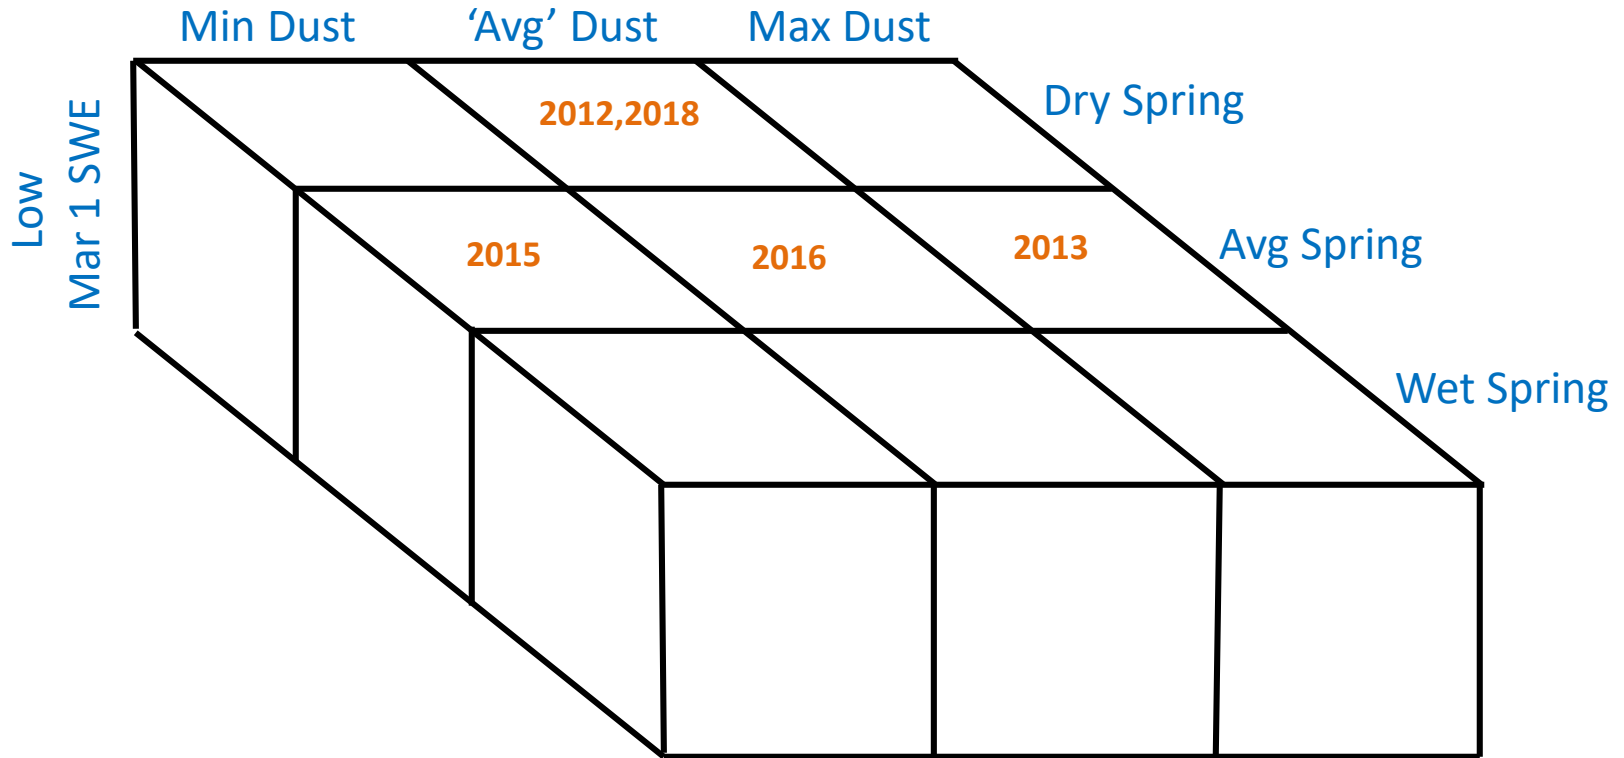 Min Dust
‘Avg’ Dust
Max Dust
Dry Spring
2012,2018
Low
Mar 1 SWE
2015
2016
2013
Avg Spring
Wet Spring